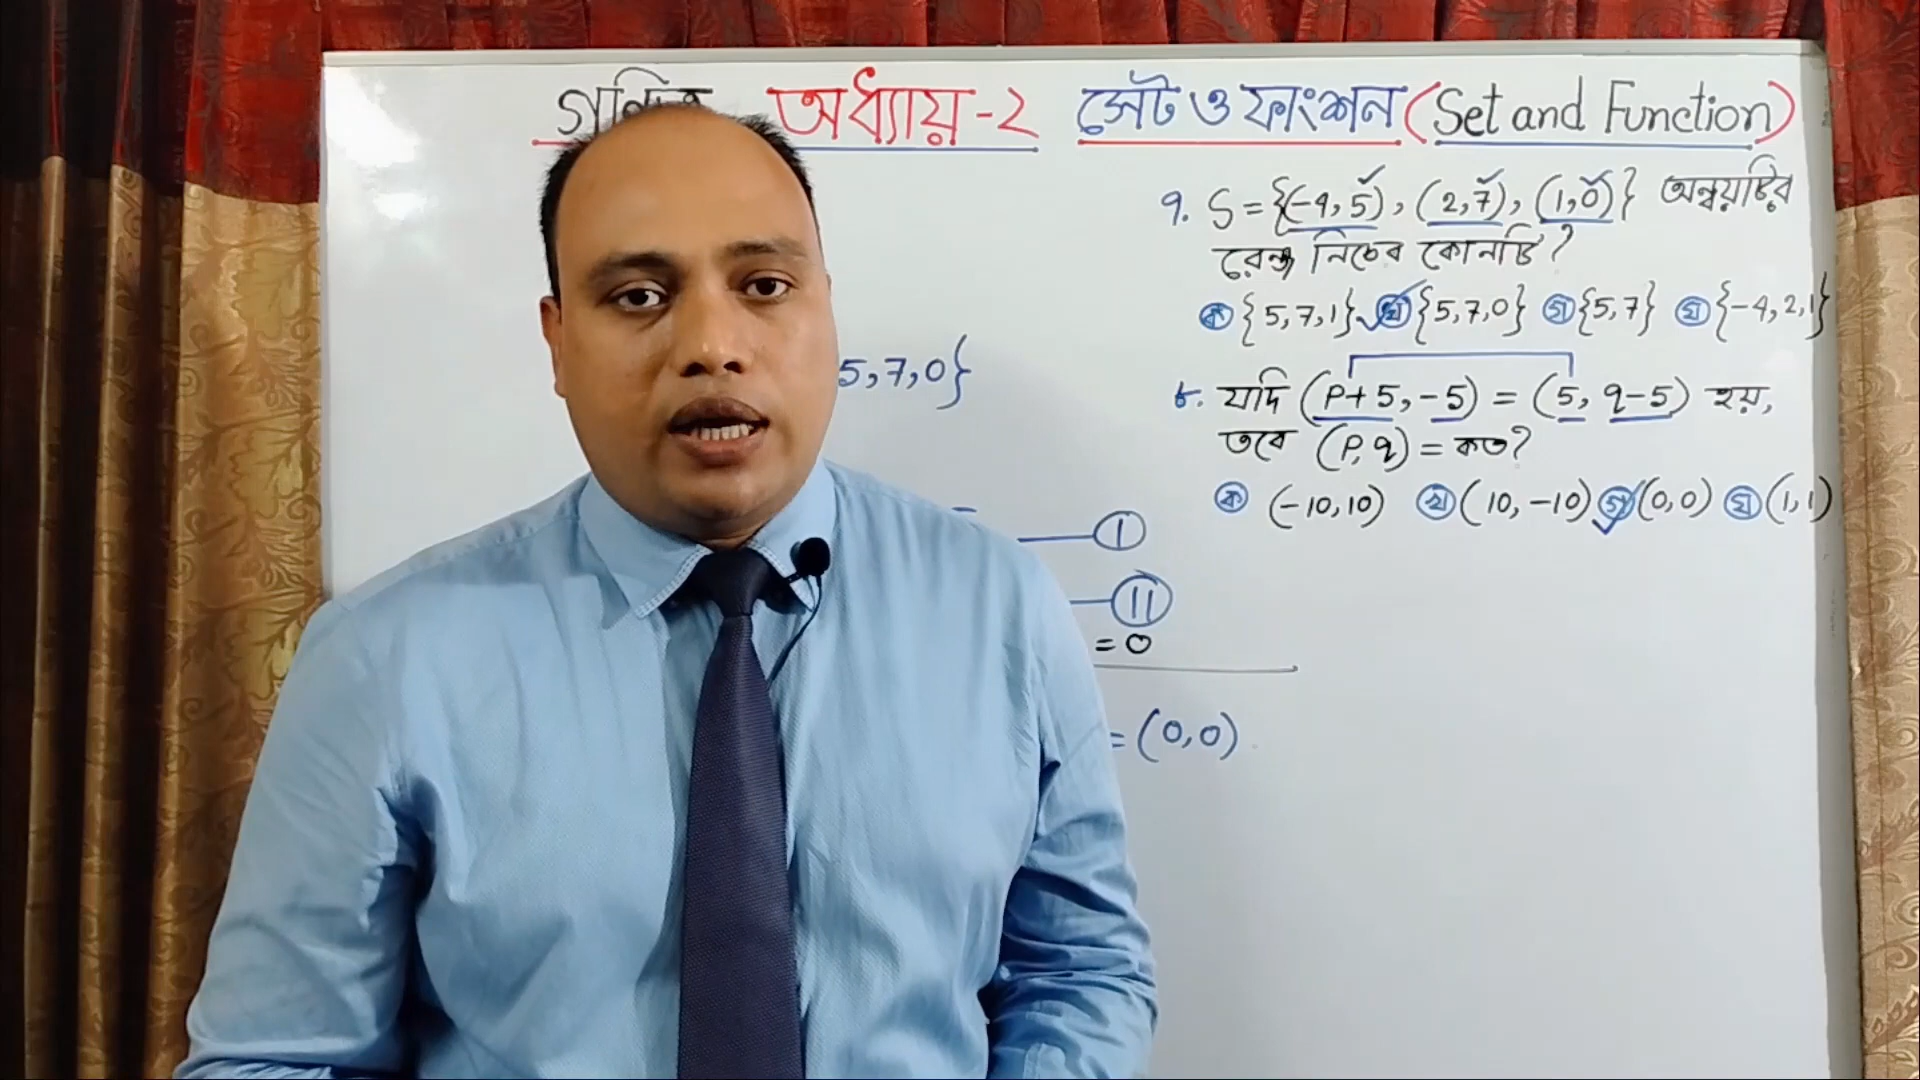 গণিত অধ্যায়-২ সেট ও ফাংশন (Set and Function)
৭. S = {(-4, 5), (2, 7), (1, 0)} অন্বয়টির
রেঞ্জ নিচের কোনটি?
ক {5, 7, 1} খ {5, 7, 0} গ {5, 7} ঘ {-4, 2, 1}
৮. যদি (P+5, -5) = (5, q-5) হয়,
তবে (P, q) = কত?
ক (-10, 10) খ (10, -10) গ (0, 0) ঘ (1, 1)
5, 7, 0}
I
II
= 0
= (0, 0)